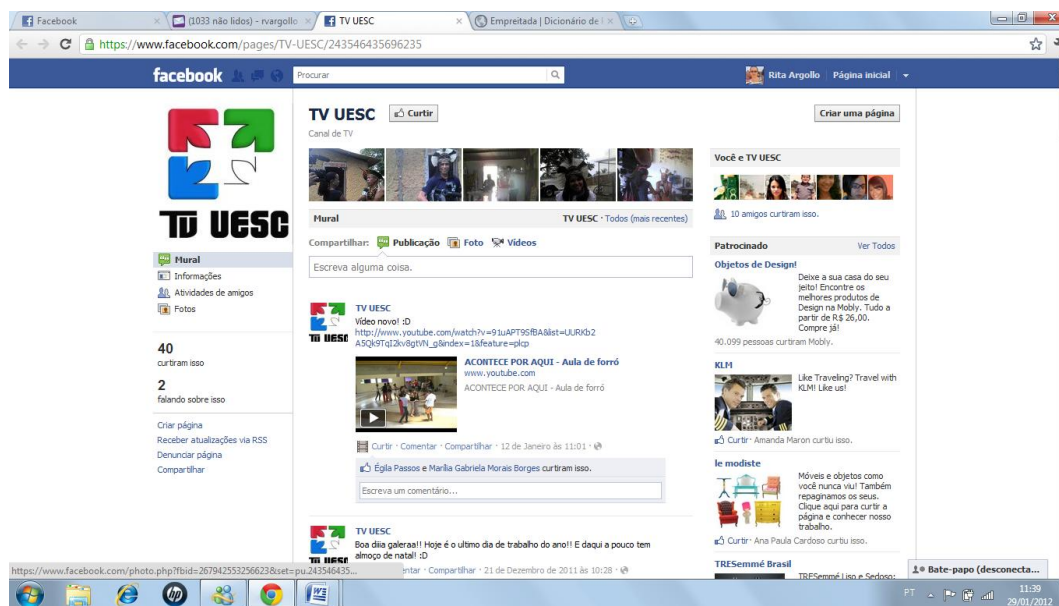 Facebook
(1033 não lidos) - rvargollo
TV UESC
Empreitada | Dicionário de
https://www.facebook.com/pages/TV-UESC/243546435696235
facebook
Procurar
Rita Argollo
Página inicial
TV UESC
Curtir
Criar uma página
Canal de TV
Você e TV UESC
10 amigos curtiram isso.
TV UESC
Mural
TV UESC · Todos (mais recentes)
Compartilhar: Publicação Foto Vídeos
Escreva alguma coisa.
Mural
Informações
Atividades de amigos
Fotos
40
curtiram isso
2
falando sobre isso
Criar página
Receber atualizações via RSS
Denunciar página
Compartilhar
TV UESC
TV UESC
Vídeo novo! :D
http://www.youtube.com/watch?v=91uAPT9SfBA&list=UURKb2
A5Qk9TqI2kv8gtVN_g&index=1&feature=plcp
ACONTECE POR AQUI - Aula de forró
www.youtube.com
ACONTECE POR AQUI - Aula de forró
Curtir · Comentar · Compartilhar · 12 de Janeiro às 11:01 ·
Égila Passos e Marília Gabriela Morais Borges curtiram isso.
Escreva um comentário...
TV UESC
TV UESC
Boa diiia galeraa!! Hoje é o ultimo dia de trabalho do ano!! E daqui a pouco tem
almoço de natal! :D
entar · Compartilhar · 21 de Dezembro de 2011 às 10:28 ·
Patrocinado
Ver Todos
Objetos de Design!
Deixe a sua casa do seu
jeito! Encontre os
melhores produtos de
Design na Mobly. Tudo a
partir de R$ 26,00.
Compre já!
40.099 pessoas curtiram Mobly.
KLM
Like Traveling? Travel with
KLM! Like us!
Curtir · Amanda Maron curtiu isso.
le modiste
Móveis e objetos como
você nunca viu! Também
repaginamos os seus.
Clique aqui para curtir a
página e conhecer nosso
trabalho.
Curtir · Ana Paula Cardoso curtiu isso.
TRESemmé Brasil
TRESemmé Liso e Sedoso:
Bate-papo (desconecta...
https://www.facebook.com/photo.php?fbid=267942553256623&set=pu.243546435...
hp
PT
11:39
29/01/2012